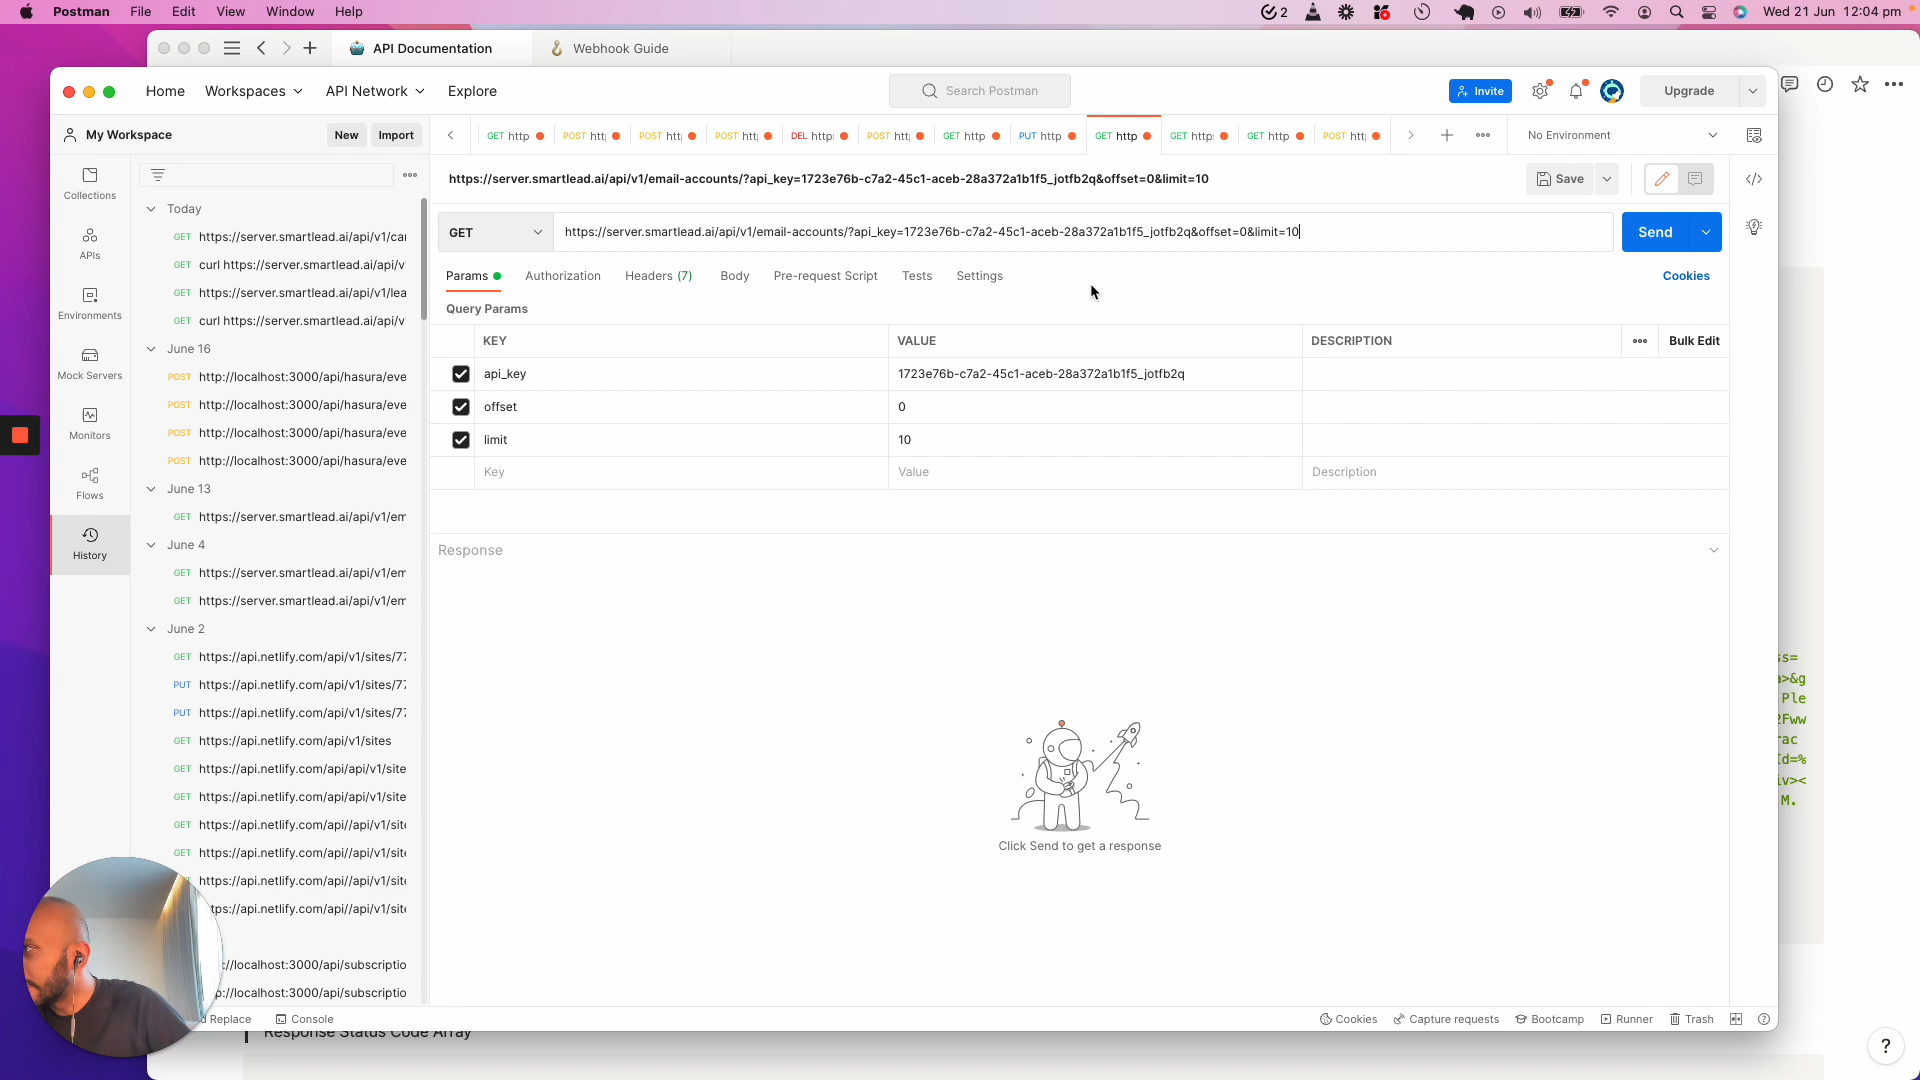 Postman File Edit View Window Help
2 Wed 21 Jun 12:04 pm
API Documentation Webhook Guide
Home Workspaces API Network Explore Search Postman Invite Upgrade
My Workspace New Import
GET http POST htt POST htt POST htt DEL http POST htt GET http PUT http GET http GET http GET http POST htt No Environment
https://server.smartlead.ai/api/v1/email-accounts/?api_key=1723e76b-c7a2-45c1-aceb-28a372a1b1f5_jotfb2q&offset=0&limit=10 Save
GET https://server.smartlead.ai/api/v1/email-accounts/?api_key=1723e76b-c7a2-45c1-aceb-28a372a1b1f5_jotfb2q&offset=0&limit=10 Send
Params Authorization Headers (7) Body Pre-request Script Tests Settings Cookies
Query Params
KEY VALUE DESCRIPTION Bulk Edit
api_key 1723e76b-c7a2-45c1-aceb-28a372a1b1f5_jotfb2q
offset 0
limit 10
Key Value Description
Response
Click Send to get a response
Collections
APIs
Environments
Mock Servers
Monitors
Flows
History
Today
GET https://server.smartlead.ai/api/v1/car
GET curl https://server.smartlead.ai/api/v
GET https://server.smartlead.ai/api/v1/lea
GET curl https://server.smartlead.ai/api/v
June 16
POST http://localhost:3000/api/hasura/eve
POST http://localhost:3000/api/hasura/eve
POST http://localhost:3000/api/hasura/eve
POST http://localhost:3000/api/hasura/eve
June 13
GET https://server.smartlead.ai/api/v1/em
June 4
GET https://server.smartlead.ai/api/v1/em
GET https://server.smartlead.ai/api/v1/em
June 2
GET https://api.netlify.com/api/v1/sites/77
PUT https://api.netlify.com/api/v1/sites/77
PUT https://api.netlify.com/api/v1/sites/77
GET https://api.netlify.com/api/v1/sites
GET https://api.netlify.com/api/api/v1/site
GET https://api.netlify.com/api/api/v1/site
GET https://api.netlify.com/api//api/v1/sit
GET https://api.netlify.com/api//api/v1/site
https://api.netlify.com/api//api/v1/site
tps://api.netlify.com/api//api/v1/site
://localhost:3000/api/subscriptio
p://localhost:3000/api/subscriptio
d Replace Console
Cookies Capture requests Bootcamp Runner Trash
ss=
a>&g
Ple
2Fww
rac
Id=%
iv><
M.
Response Status Code Array
?